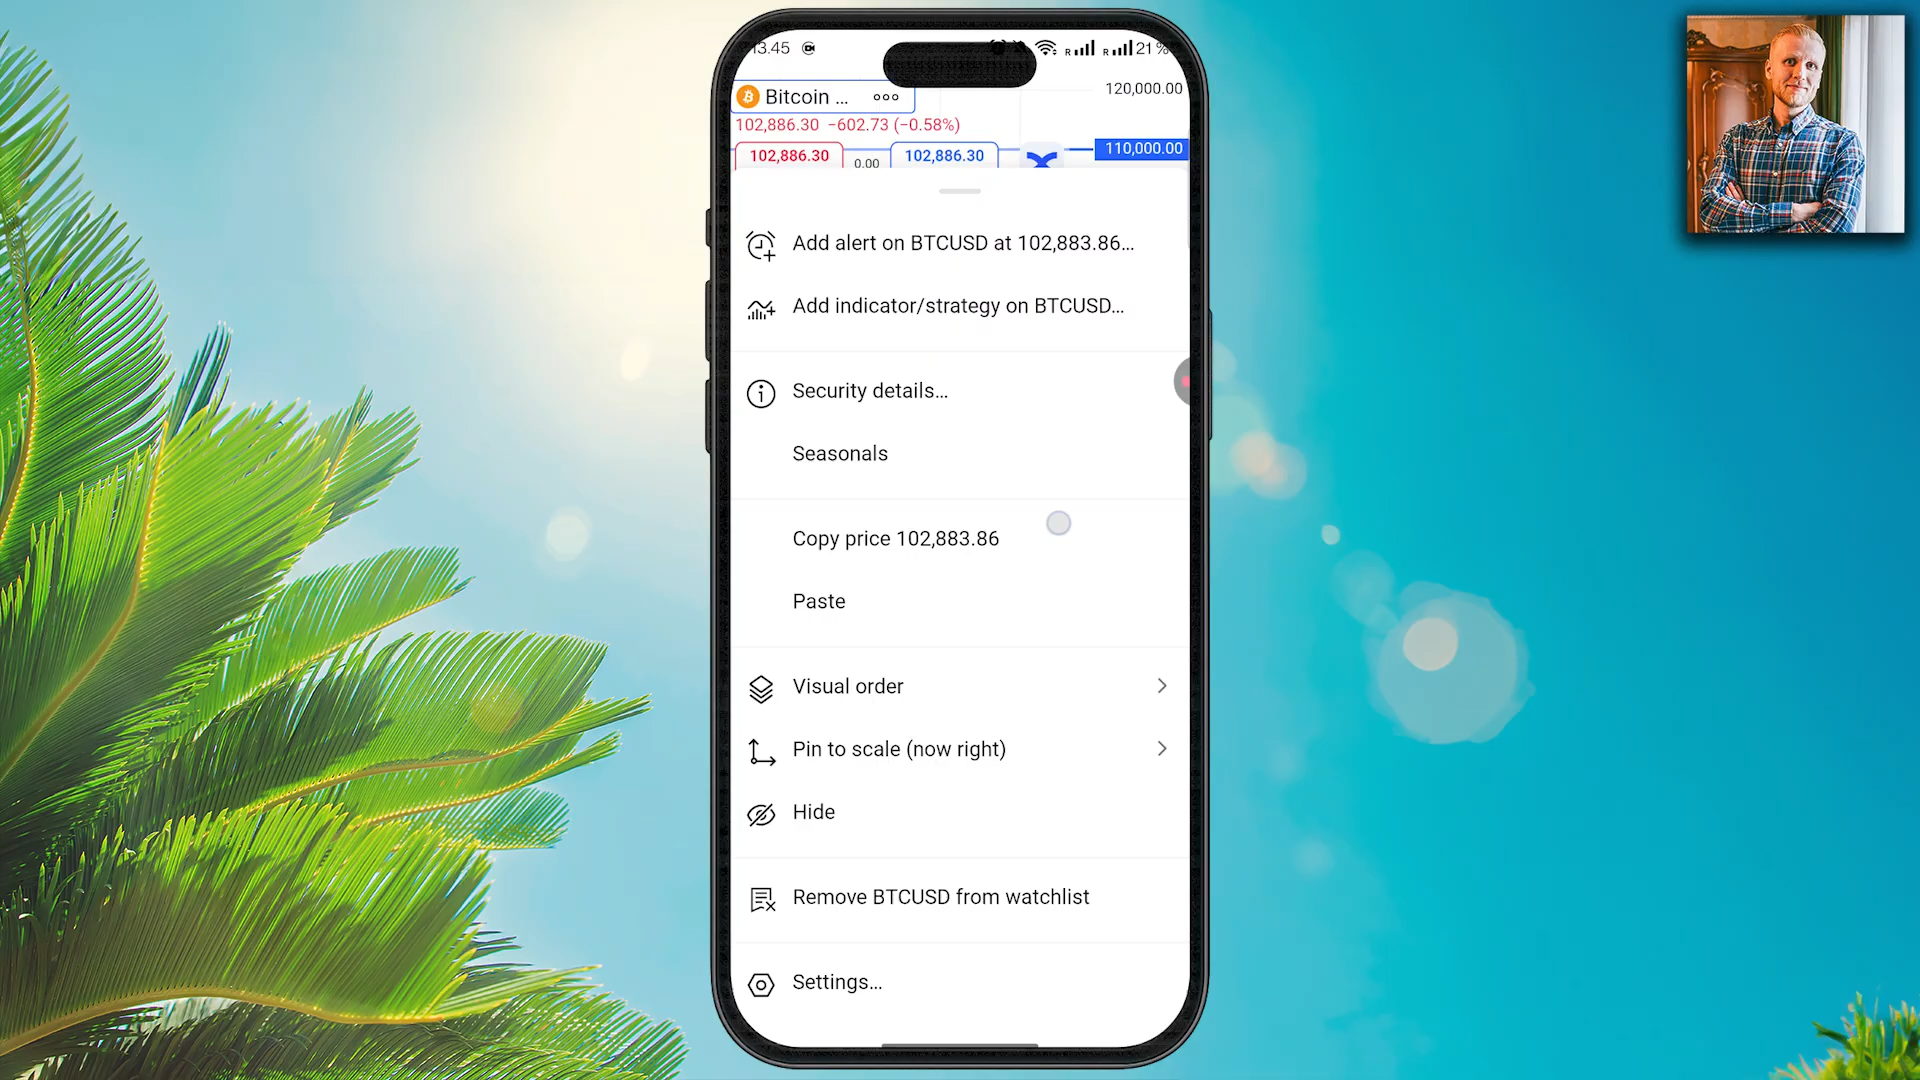 13.45
R R 21%
120,000.00
Bitcoin ...
102,886.30 −602.73 (−0.58%)
102,886.30 0.00 102,886.30 110,000.00
Add alert on BTCUSD at 102,883.86...
Add indicator/strategy on BTCUSD...
Security details...
Seasonals
Copy price 102,883.86
Paste
Visual order
Pin to scale (now right)
Hide
Remove BTCUSD from watchlist
Settings...